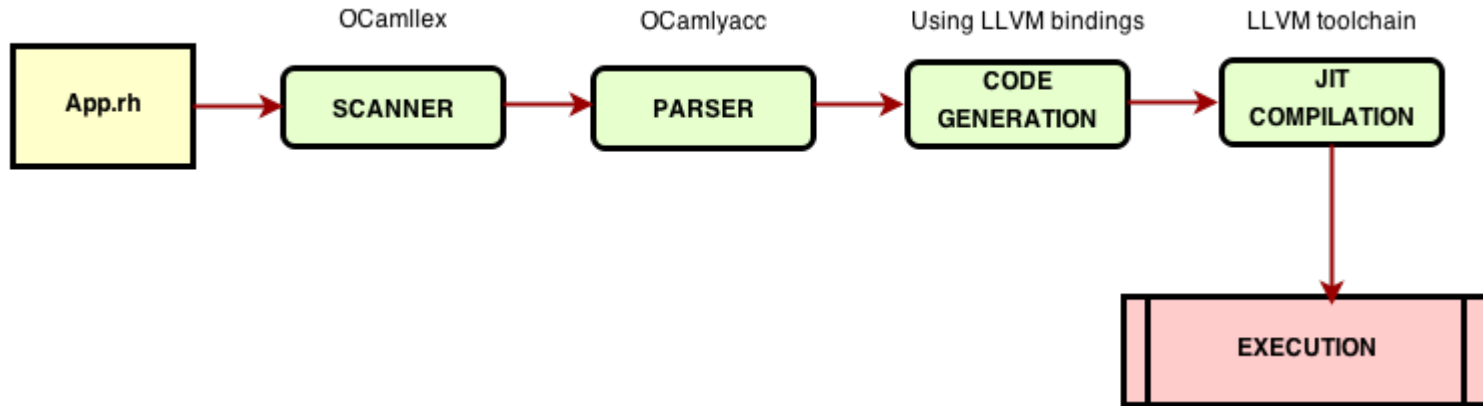 OCamllex
OCamlyacc
Using LLVM bindings
LLVM toolchain
App.rh
SCANNER
PARSER
CODE
GENERATION
JIT
COMPILATION
EXECUTION